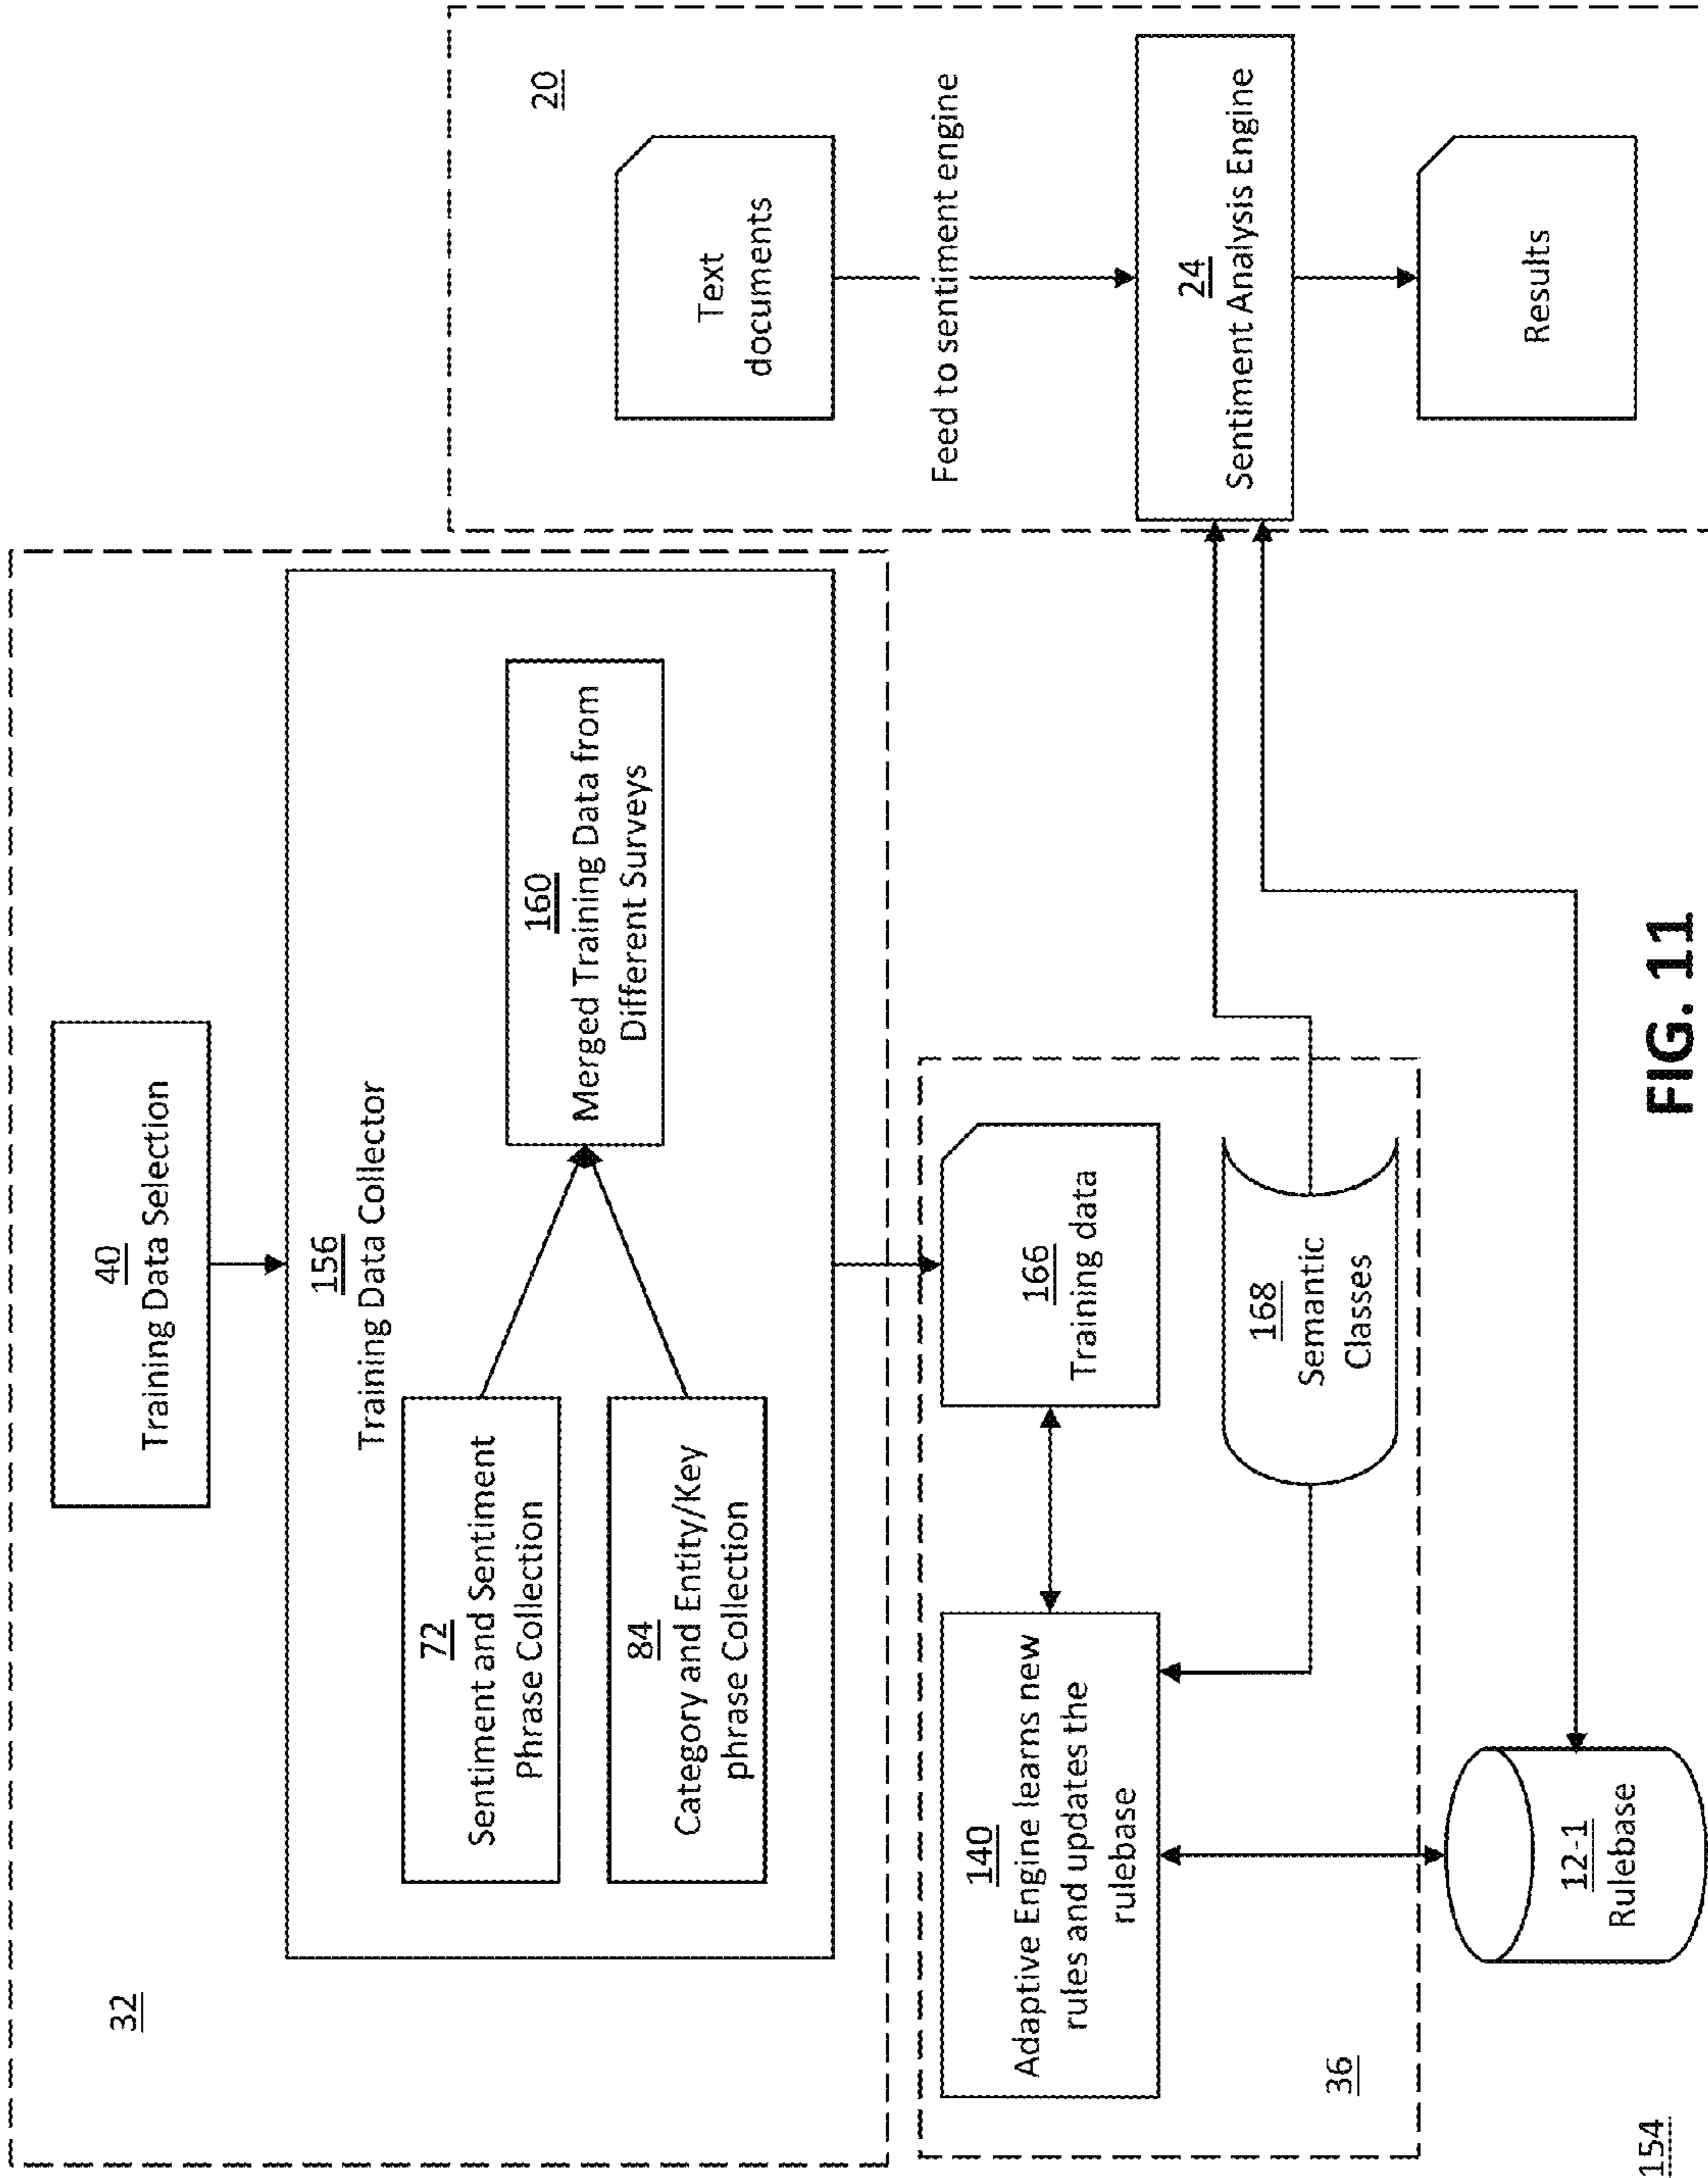 32
40
Training Data Selection
156
Training Data Collector
72
Sentiment and Sentiment
Phrase Collection
84
Category and Entity/Key
phrase Collection
160
Merged Training Data from
Different Surveys
20
Text
documents
Feed to sentiment engine
24
Sentiment Analysis Engine
Results
140
Adaptive Engine learns new
rules and updates the
rulebase
166
Training data
168
Semantic
Classes
36
12-1
Rulebase
154
FIG. 11